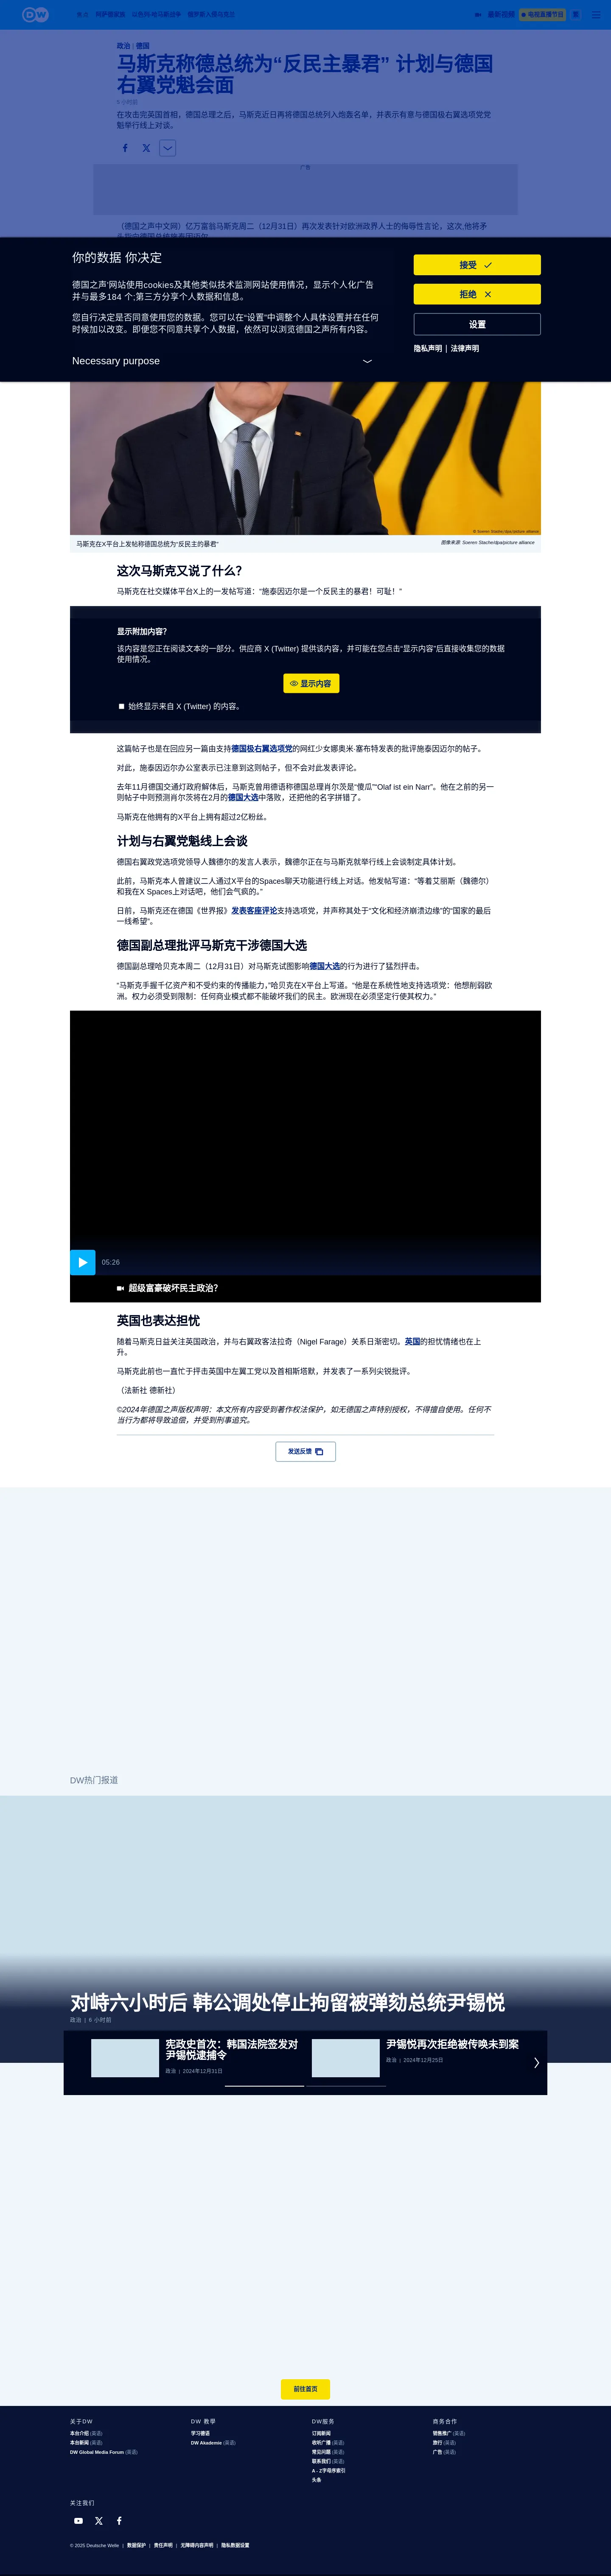 DW
政治
叙利亚与
以色列-哈马斯战争
俄罗斯入侵乌克兰
最新视频
电视直播节目
政治 | 德国
马斯克称德总统为“反民主暴君” 计划与德国
右翼党魁会面
5 小时前
在攻击完英国首相，德国总理之后，马斯克近日再将德国总统列入炮轰名单，并表示有意与德国极右翼选项党党
魁举行线上对谈。
广告
（德国之声中文网）亿万富翁马斯克周二（12月31日）再次发表针对欧洲政界人士的侮辱性言论，这次,他将矛
头指向德国总统施泰因迈尔。
你的数据 你决定
德国之声'网站使用cookies及其他类似技术监测网站使用情况，显示个人化广告
并与最多184 个;第三方分享个人数据和信息。
您自行决定是否同意使用您的数据。您可以在“设置”中调整个人具体设置并在任何
时候加以改变。即便您不同意共享个人数据，依然可以浏览德国之声所有内容。
Necessary purpose
接受
拒绝
设置
隐私声明 | 法律声明
© Soeren Stache/dpa/picture alliance
马斯克在X平台上发帖称德国总统为“反民主的暴君”
图像来源: Soeren Stache/dpa/picture alliance
这次马斯克又说了什么？
马斯克在社交媒体平台X上的一发帖写道：“施泰因迈尔是一个反民主的暴君！可耻！”
显示附加内容?
该内容是您正在阅读文本的一部分。供应商 X (Twitter) 提供该内容，并可能在您点击“显示内容”后直接收集您的数据
使用情况。
显示内容
始终显示来自 X (Twitter) 的内容。
这篇帖子也是在回应另一篇由支持德国极右翼选项党的网红少女娜奥米·塞布特发表的批评施泰因迈尔的帖子。
对此，施泰因迈尔办公室表示已注意到这则帖子，但不会对此发表评论。
去年11月德国交通灯政府解体后，马斯克曾用德语称德国总理肖尔茨是“傻瓜”“Olaf ist ein Narr”。他在之前的另一
则帖子中则预测肖尔茨将在2月的德国大选中落败，还把他的名字拼错了。
马斯克在他拥有的X平台上拥有超过2亿粉丝。
计划与右翼党魁线上会谈
德国右翼政党选项党领导人魏德尔的发言人表示，魏德尔正在与马斯克就举行线上会谈制定具体计划。
此前，马斯克本人曾建议二人通过X平台的Spaces聊天功能进行线上对话。他发帖写道：“等着艾丽斯（魏德尔）
和我在X Spaces上对话吧，他们会气疯的。”
日前，马斯克还在德国《世界报》发表客座评论支持选项党，并声称其处于“文化和经济崩溃边缘”的“国家的最后
一线希望”。
德国副总理批评马斯克干涉德国大选
德国副总理哈贝克本周二（12月31日）对马斯克试图影响德国大选的行为进行了猛烈抨击。
“马斯克手握千亿资产和不受约束的传播能力，”哈贝克在X平台上写道。“他是在系统性地支持选项党：他想削弱欧
洲。权力必须受到限制：任何商业模式都不能破坏我们的民主。欧洲现在必须坚定行使其权力。”
05:26
超级富豪破坏民主政治？
英国也表达担忧
随着马斯克日益关注英国政治，并与右翼政客法拉奇（Nigel Farage）关系日渐密切。英国的担忧情绪也在上
升。
马斯克此前也一直忙于抨击英国中左翼工党以及首相斯塔默，并发表了一系列尖锐批评。
（法新社 德新社）
©2024年德国之声版权声明：本文所有内容受到著作权法保护，如无德国之声特别授权，不得擅自使用。任何不
当行为都将导致追偿，并受到刑事追究。
发送反馈
DW热门报道
对峙六小时后 韩公调处停止拘留被弹劾总统尹锡悦
政治 | 6 小时前
宪政史首次：韩国法院签发对
尹锡悦逮捕令
政治 | 2024年12月31日
尹锡悦再次拒绝被传唤未到案
政治 | 2024年12月25日
前往首页
关于DW
本台介绍 (英语)
本台新闻 (英语)
DW Global Media Forum (英语)
DW 教学
学习德语
DW Akademie (英语)
DW服务
订阅新闻
收听广播 (英语)
常见问题 (英语)
联系我们 (英语)
A - Z字母序索引
头条
商务合作
销售推广 (英语)
旅行 (英语)
广告 (英语)
关注我们
© 2025 Deutsche Welle | 数据保护 | 责任声明 | 无障碍内容声明 | 隐私数据设置